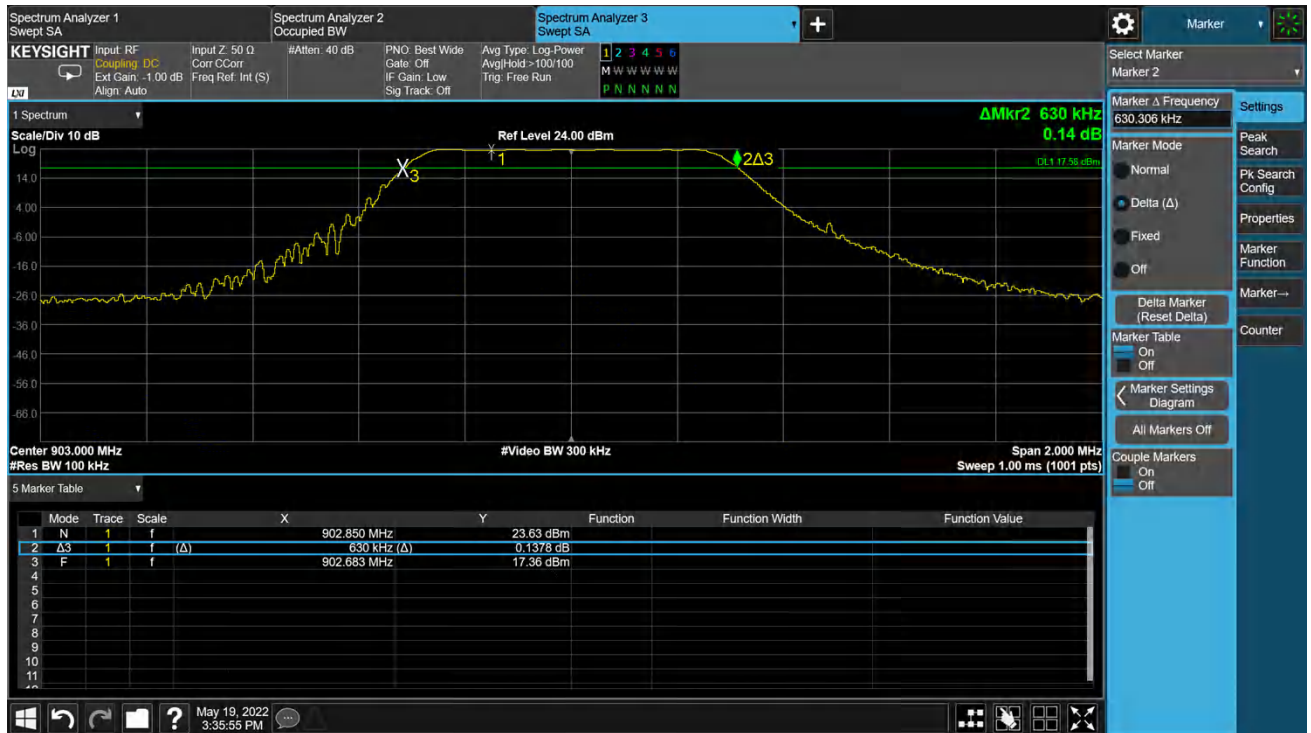 Spectrum Analyzer 1
Swept SA
Spectrum Analyzer 2
Occupied BW
Spectrum Analyzer 3
Swept SA
Marker
KEYSIGHT
LXI
Input: RF
Coupling: DC
Ext Gain: -1.00 dB
Align: Auto
Input Z: 50 Ω
Corr CCorr
Freq Ref: Int (S)
#Atten: 40 dB
PNO: Best Wide
Gate: Off
IF Gain: Low
Sig Track: Off
Avg Type: Log-Power
Avg|Hold:>100/100
Trig: Free Run
1 2 3 4 5 6
M W W W W W
P N N N N N
Select Marker
Marker 2
1 Spectrum
Scale/Div 10 dB
Ref Level 24.00 dBm
ΔMkr2 630 kHz
0.14 dB
Log
DL1 17.56 dBm
1
2Δ3
3
14.0
4.00
-6.00
-16.0
-26.0
-36.0
-46.0
-56.0
-66.0
Center 903.000 MHz
#Video BW 300 kHz
Span 2.000 MHz
#Res BW 100 kHz
Sweep 1.00 ms (1001 pts)
5 Marker Table
Mode Trace Scale X Y Function Function Width Function Value
1 N 1 f 902.850 MHz 23.63 dBm
2 Δ3 1 f (Δ) 630 kHz (Δ) 0.1378 dB
3 F 1 f 902.683 MHz 17.36 dBm
4
5
6
7
8
9
10
11
Marker Δ Frequency
630.306 kHz
Marker Mode
Normal
Delta (Δ)
Fixed
Off
Delta Marker
(Reset Delta)
Marker Table
On
Off
Marker Settings
Diagram
All Markers Off
Couple Markers
On
Off
Settings
Peak
Search
Pk Search
Config
Properties
Marker
Function
Marker→
Counter
?
May 19, 2022
3:35:55 PM